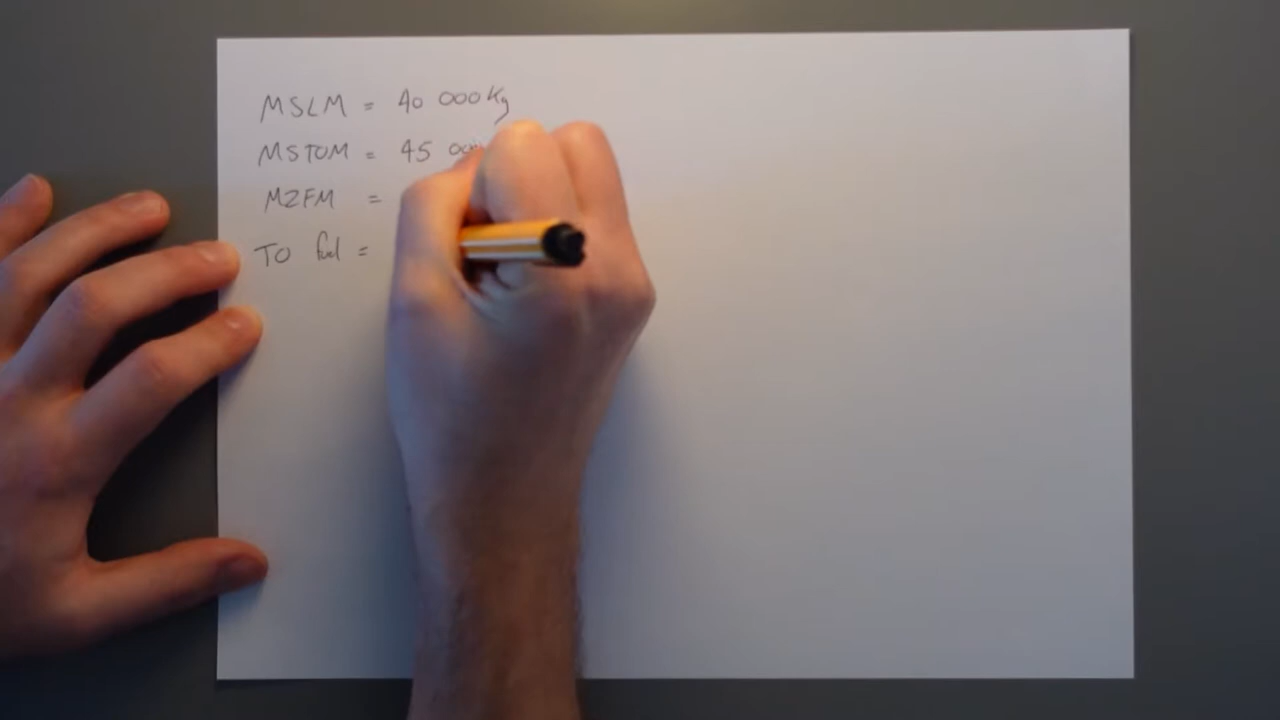 MSLM = 40 000 Kg
MSTOM = 45
MZFM =
TO fuel =